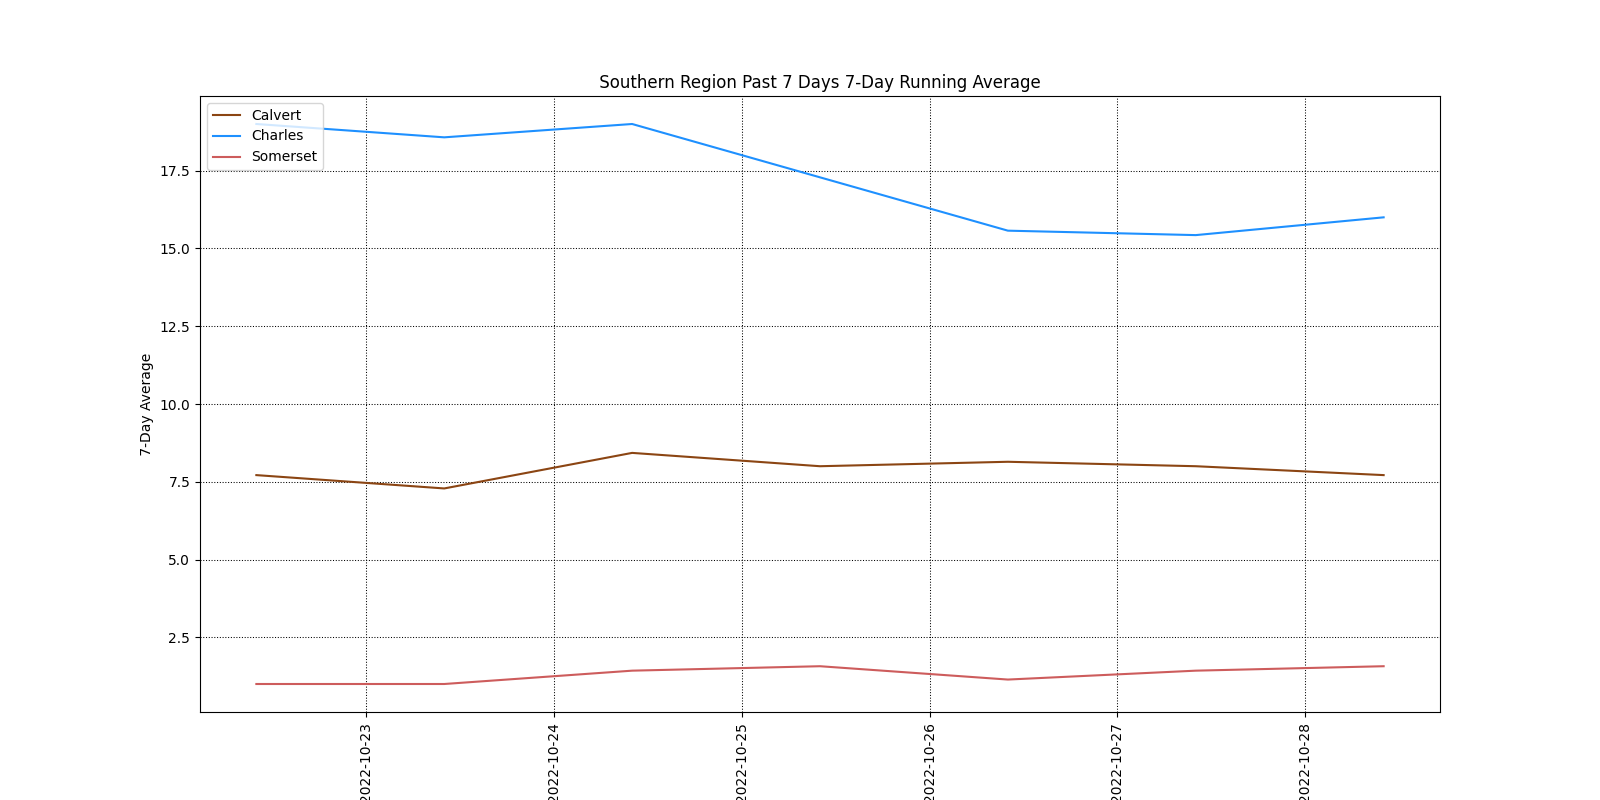 Southern Region Past 7 Days 7-Day Running Average
Calvert
Charles
Somerset
7-Day Average
17.5
15.0
12.5
10.0
7.5
5.0
2.5
2022-10-23
2022-10-24
2022-10-25
2022-10-26
2022-10-27
2022-10-28